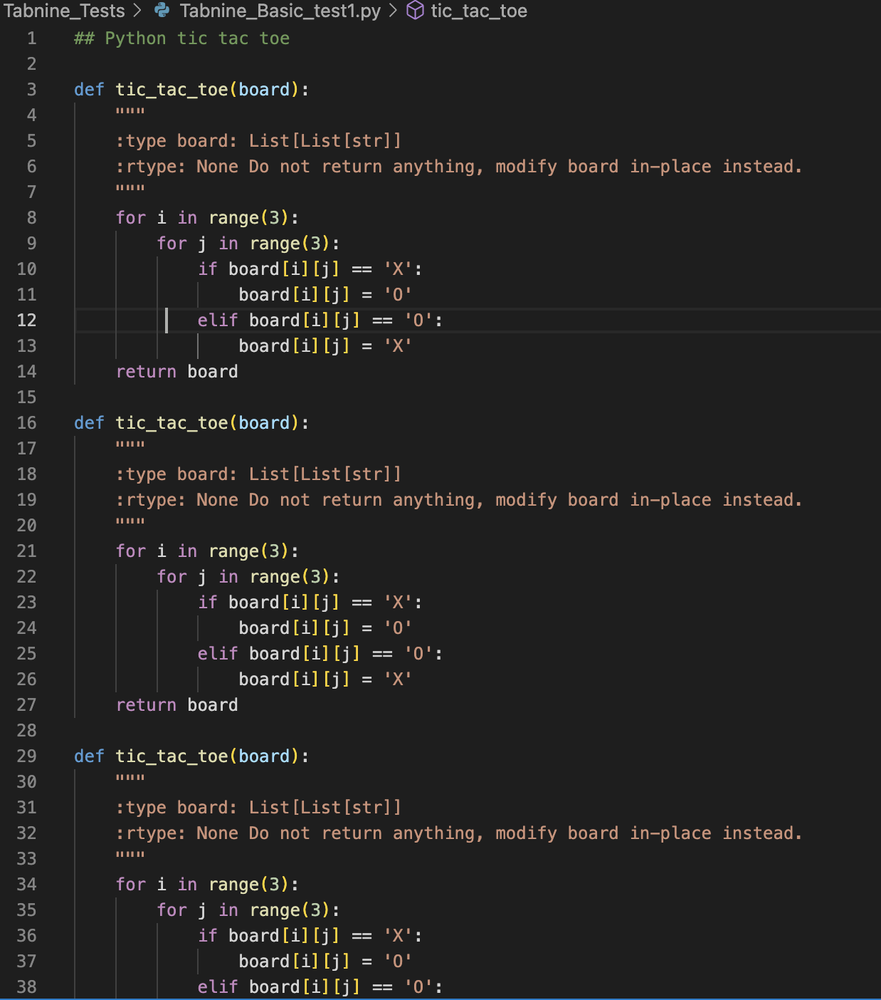 Tabnine_Tests > Tabnine_Basic_test1.py > tic_tac_toe
1 ## Python tic tac toe
2
3 def tic_tac_toe(board):
4     """
5     :type board: List[List[str]]
6     :rtype: None Do not return anything, modify board in-place instead.
7     """
8     for i in range(3):
9         for j in range(3):
10             if board[i][j] == 'X':
11                 board[i][j] = 'O'
12             elif board[i][j] == 'O':
13                 board[i][j] = 'X'
14     return board
15
16 def tic_tac_toe(board):
17     """
18     :type board: List[List[str]]
19     :rtype: None Do not return anything, modify board in-place instead.
20     """
21     for i in range(3):
22         for j in range(3):
23             if board[i][j] == 'X':
24                 board[i][j] = 'O'
25             elif board[i][j] == 'O':
26                 board[i][j] = 'X'
27     return board
28
29 def tic_tac_toe(board):
30     """
31     :type board: List[List[str]]
32     :rtype: None Do not return anything, modify board in-place instead.
33     """
34     for i in range(3):
35         for j in range(3):
36             if board[i][j] == 'X':
37                 board[i][j] = 'O'
38             elif board[i][j] == 'O':